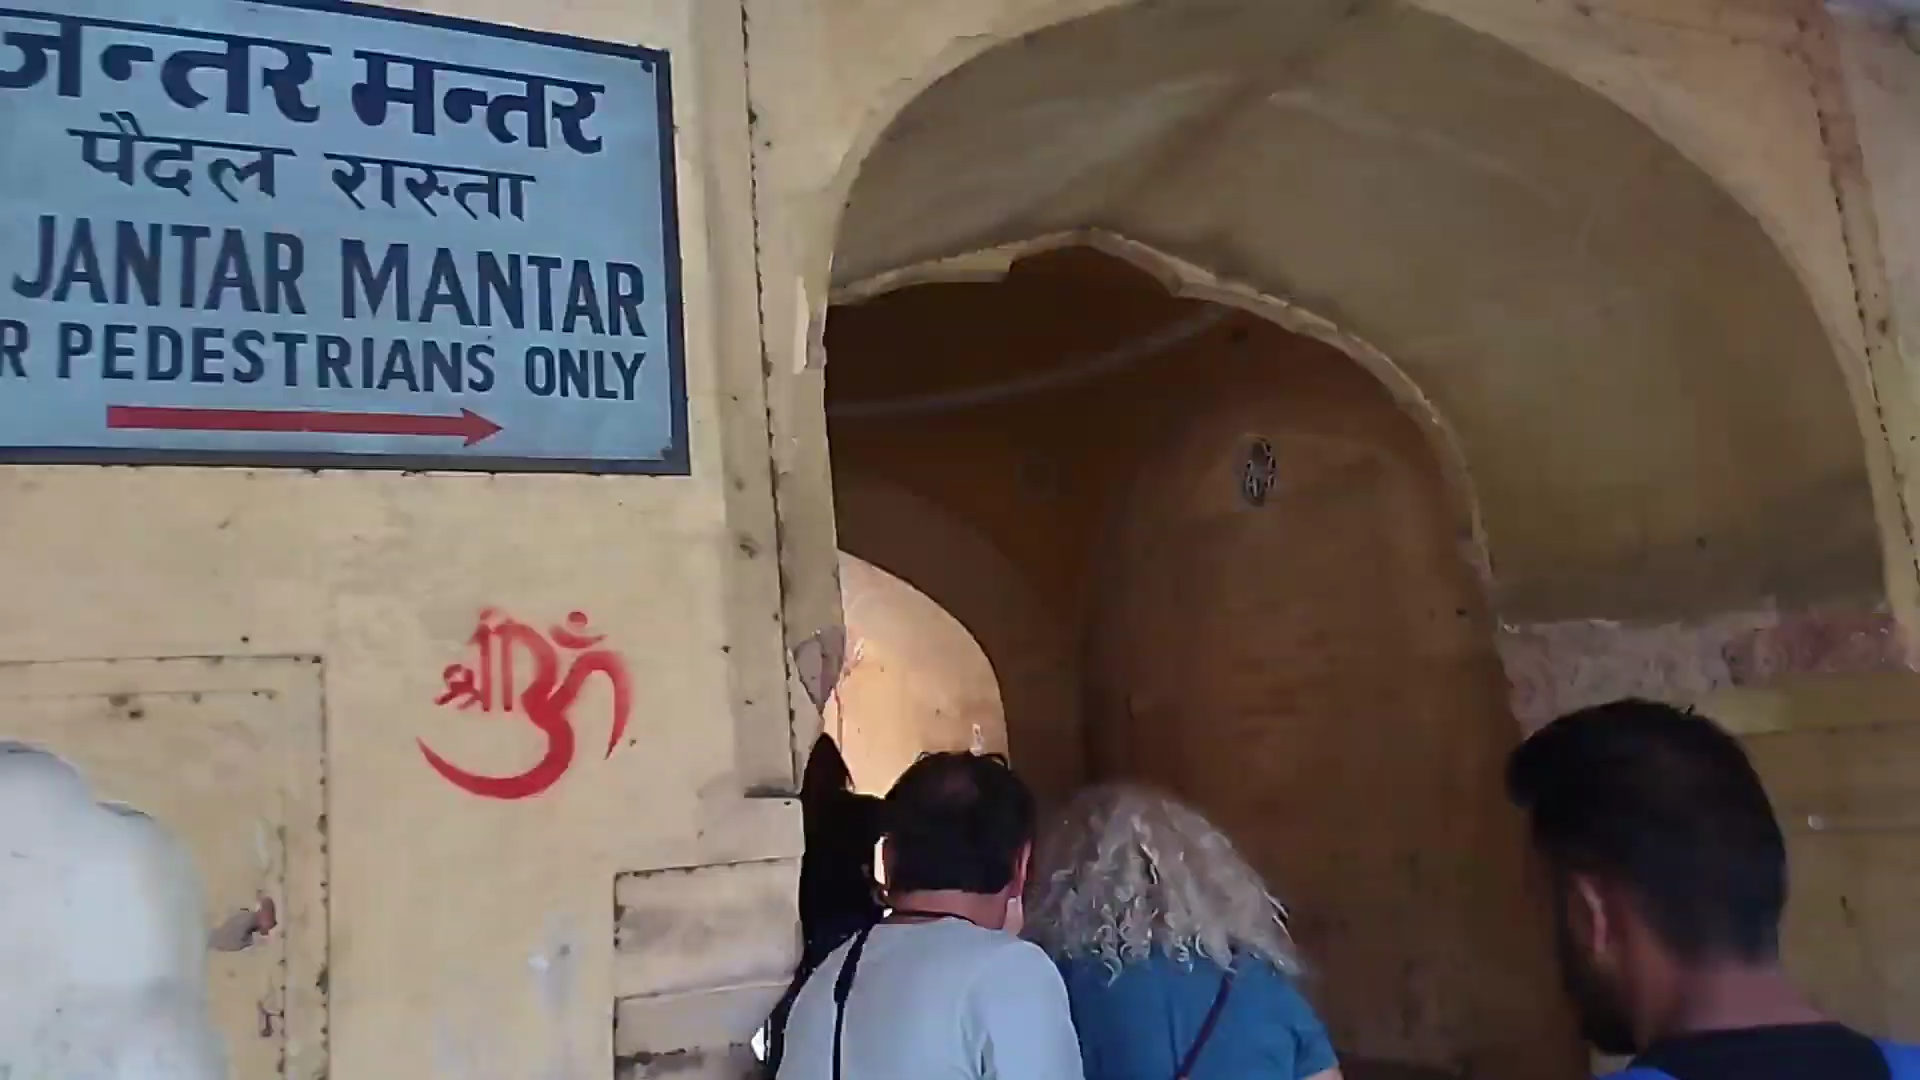 जन्तर मन्तर
पैदल रास्ता
JANTAR MANTAR
R PEDESTRIANS ONLY
श्री ॐ